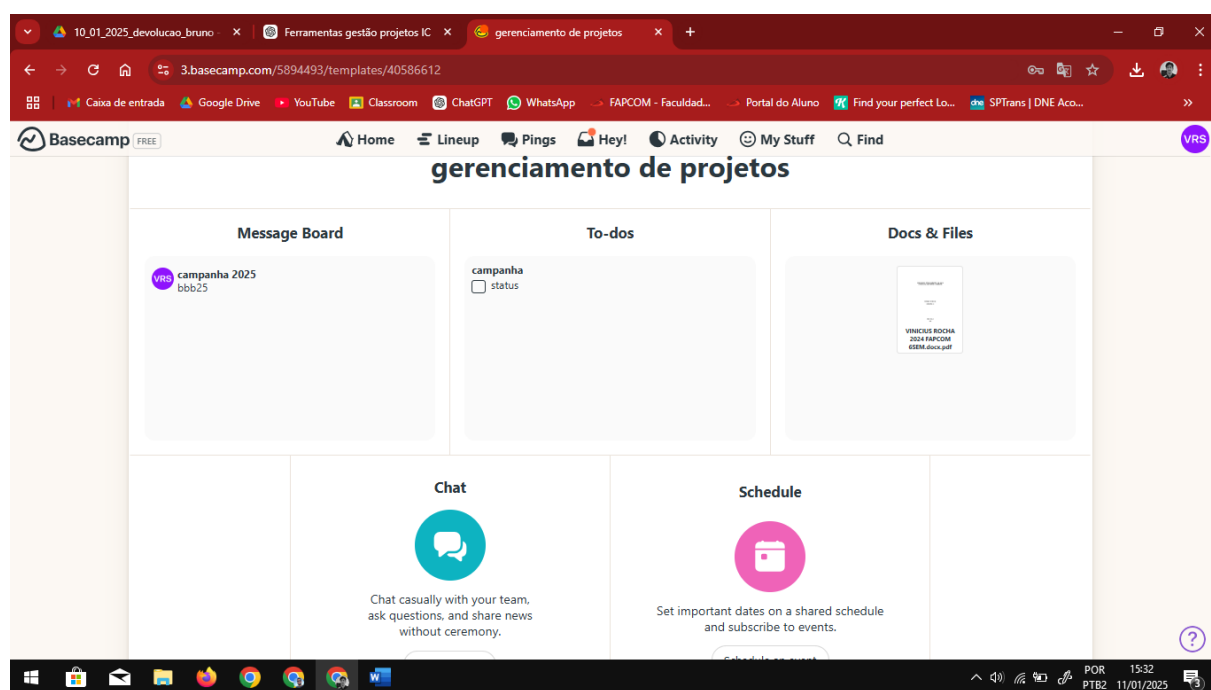 10_01_2025_devolucao_bruno
Ferramentas gestão projetos IC
gerenciamento de projetos
3.basecamp.com/5894493/templates/40586612
Caixa de entrada
Google Drive
YouTube
Classroom
ChatGPT
WhatsApp
FAPCOM - Faculdad...
Portal do Aluno
Find your perfect Lo...
dne SPTrans | DNE Aco...
Basecamp FREE
Home
Lineup
Pings
Hey!
Activity
My Stuff
Find
VRS
gerenciamento de projetos
Message Board
VRS campanha 2025
bbb25
To-dos
campanha
status
Docs & Files
VINICIUS ROCHA
2024 FAPCOM
6SEM.docx.pdf
Chat
Chat casually with your team,
ask questions, and share news
without ceremony.
Schedule
Set important dates on a shared schedule
and subscribe to events.
Schedule an event
?
POR
PTB2
15:32
11/01/2025
3